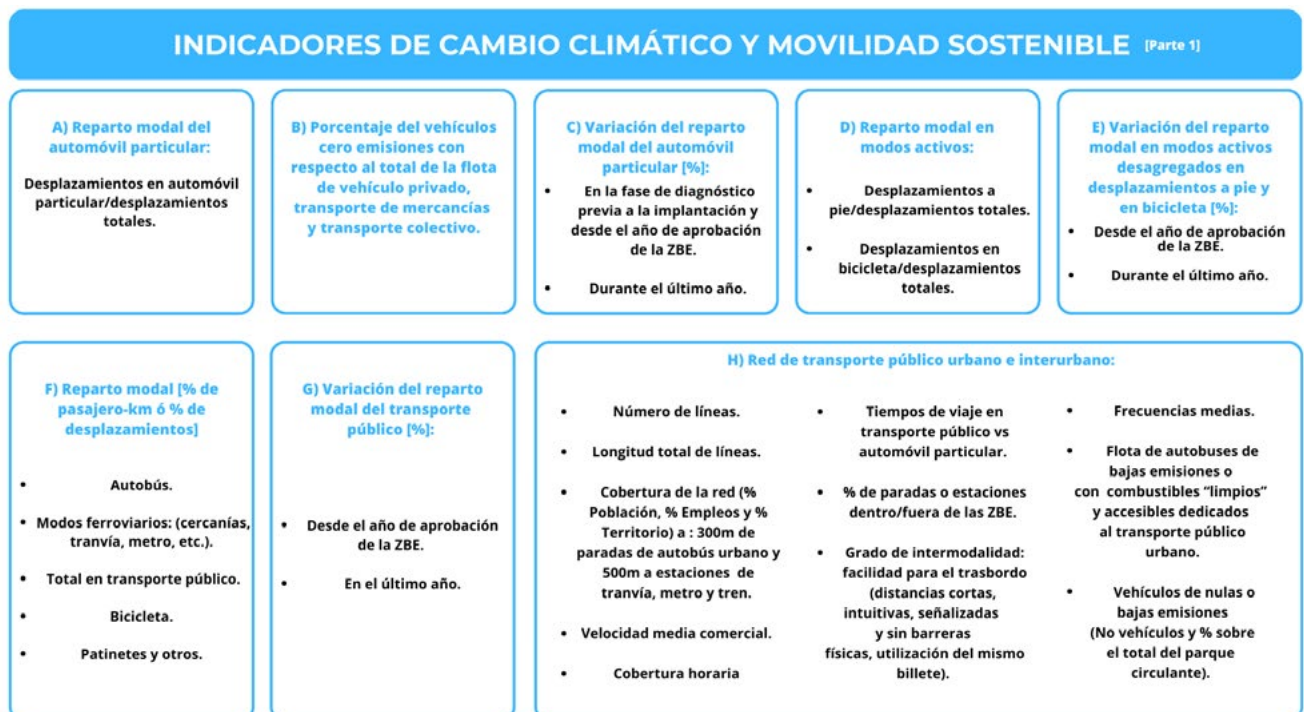 INDICADORES DE CAMBIO CLIMÁTICO Y MOVILIDAD SOSTENIBLE [Parte 1]
A) Reparto modal del
automóvil particular:
Desplazamientos en automóvil
particular/desplazamientos
totales.
B) Porcentaje del vehículos
cero emisiones con
respecto al total de la flota
de vehículo privado,
transporte de mercancías
y transporte colectivo.
C) Variación del reparto
modal del automóvil
particular [%]:
• En la fase de diagnóstico
previa a la implantación y
desde el año de aprobación
de la ZBE.
• Durante el último año.
D) Reparto modal en
modos activos:
• Desplazamientos a
pie/desplazamientos totales.
• Desplazamientos en
bicicleta/desplazamientos
totales.
E) Variación del reparto
modal en modos activos
desagregados en
desplazamientos a pie y
en bicicleta [%]:
• Desde el año de aprobación
de la ZBE.
• Durante el último año.
F) Reparto modal [% de
pasajero-km ó % de
desplazamientos]
• Autobús.
• Modos ferroviarios: (cercanías,
tranvía, metro, etc.).
• Total en transporte público.
• Bicicleta.
• Patinetes y otros.
G) Variación del reparto
modal del transporte
público [%]:
• Desde el año de aprobación
de la ZBE.
• En el último año.
H) Red de transporte público urbano e interurbano:
• Número de líneas.
• Longitud total de líneas.
• Cobertura de la red (%
Población, % Empleos y %
Territorio) a : 300m de
paradas de autobús urbano y
500m a estaciones de
tranvía, metro y tren.
• Velocidad media comercial.
• Cobertura horaria
• Tiempos de viaje en
transporte público vs
automóvil particular.
• % de paradas o estaciones
dentro/fuera de las ZBE.
• Grado de intermodalidad:
facilidad para el trasbordo
(distancias cortas,
intuitivas, señalizadas
y sin barreras
físicas, utilización del mismo
billete).
• Frecuencias medias.
• Flota de autobuses de
bajas emisiones o
con combustibles “limpios”
y accesibles dedicados
al transporte público
urbano.
• Vehículos de nulas o
bajas emisiones
(No vehículos y % sobre
el total del parque
circulante).